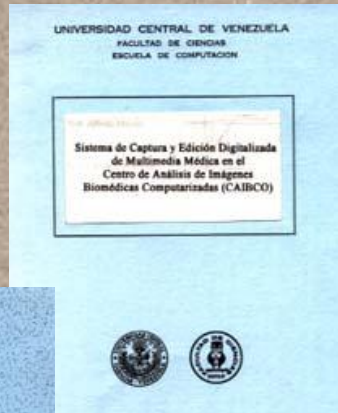 UNIVERSIDAD CENTRAL DE VENEZUELA
FACULTAD DE CIENCIAS
ESCUELA DE COMPUTACION
Sistema de Captura y Edición Digitalizada
de Multimedia Médica en el
Centro de Análisis de Imágenes
Biomédicas Computarizadas (CAIBCO)